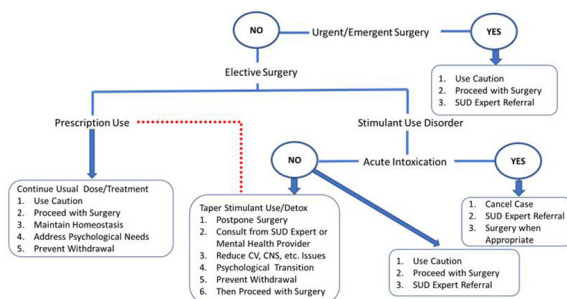 NO
Urgent/Emergent Surgery
YES
1. Use Caution
2. Proceed with Surgery
3. SUD Expert Referral
Elective Surgery
Prescription Use
Stimulant Use Disorder
NO
Acute Intoxication
YES
Continue Usual Dose/Treatment
1. Use Caution
2. Proceed with Surgery
3. Maintain Homeostasis
4. Address Psychological Needs
5. Prevent Withdrawal
Taper Stimulant Use/Detox
1. Postpone Surgery
2. Consult from SUD Expert or
Mental Health Provider
3. Reduce CV, CNS, etc. Issues
4. Psychological Transition
5. Prevent Withdrawal
6. Then Proceed with Surgery
1. Cancel Case
2. SUD Expert Referral
3. Surgery when
Appropriate
1. Use Caution
2. Proceed with Surgery
3. SUD Expert Referral